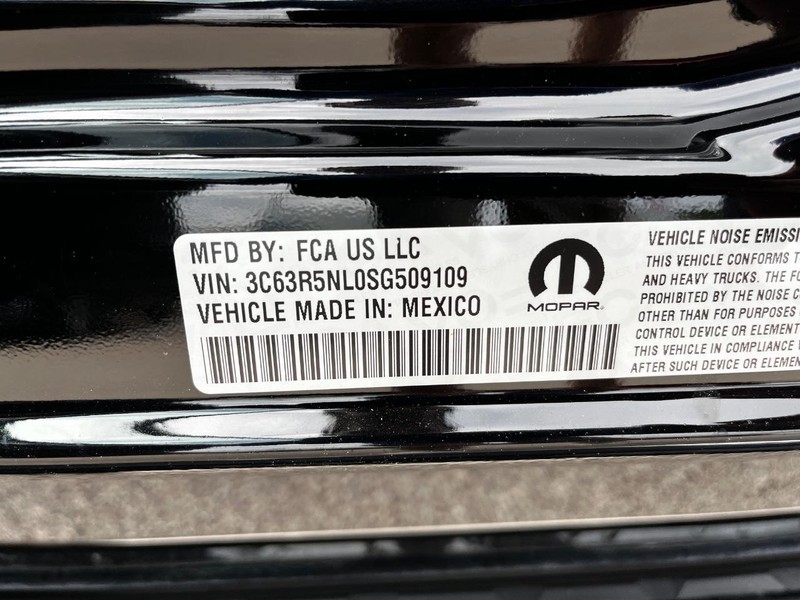 MFD BY: FCA US LLC
VIN: 3C63R5NL0SG509109
VEHICLE MADE IN: MEXICO
MOPAR
VEHICLE NOISE EMISSI
THIS VEHICLE CONFORMS T
AND HEAVY TRUCKS. THE FO
PROHIBITED BY THE NOISE C
OTHER THAN FOR PURPOSES
CONTROL DEVICE OR ELEMENT
THIS VEHICLE IN COMPLIANCE
AFTER SUCH DEVICE OR ELEMEN